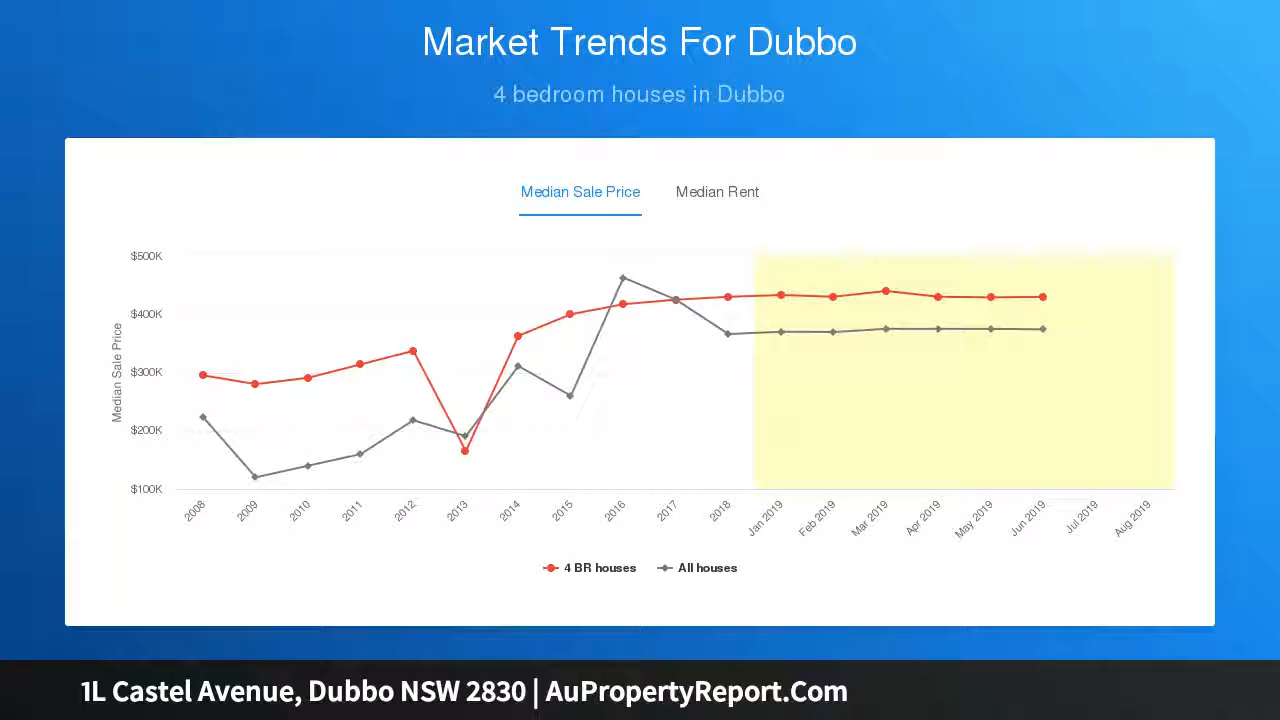 Market Trends For Dubbo
4 bedroom houses in Dubbo
Median Sale Price
Median Rent
Median Sale Price
$500K
$400K
$300K
$200K
$100K
2008
2009
2010
2011
2012
2013
2014
2015
2016
2017
2018
Jan 2019
Feb 2019
Mar 2019
Apr 2019
May 2019
Jun 2019
Jul 2019
Aug 2019
4 BR houses
All houses
1L Castel Avenue, Dubbo NSW 2830 | AuPropertyReport.Com